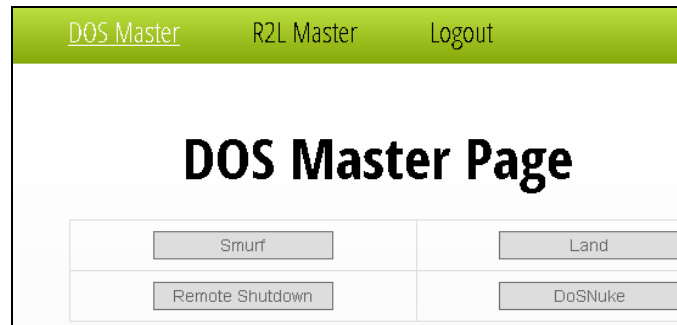 DOS Master R2L Master Logout
DOS Master Page
Smurf Land
Remote Shutdown DoSNuke